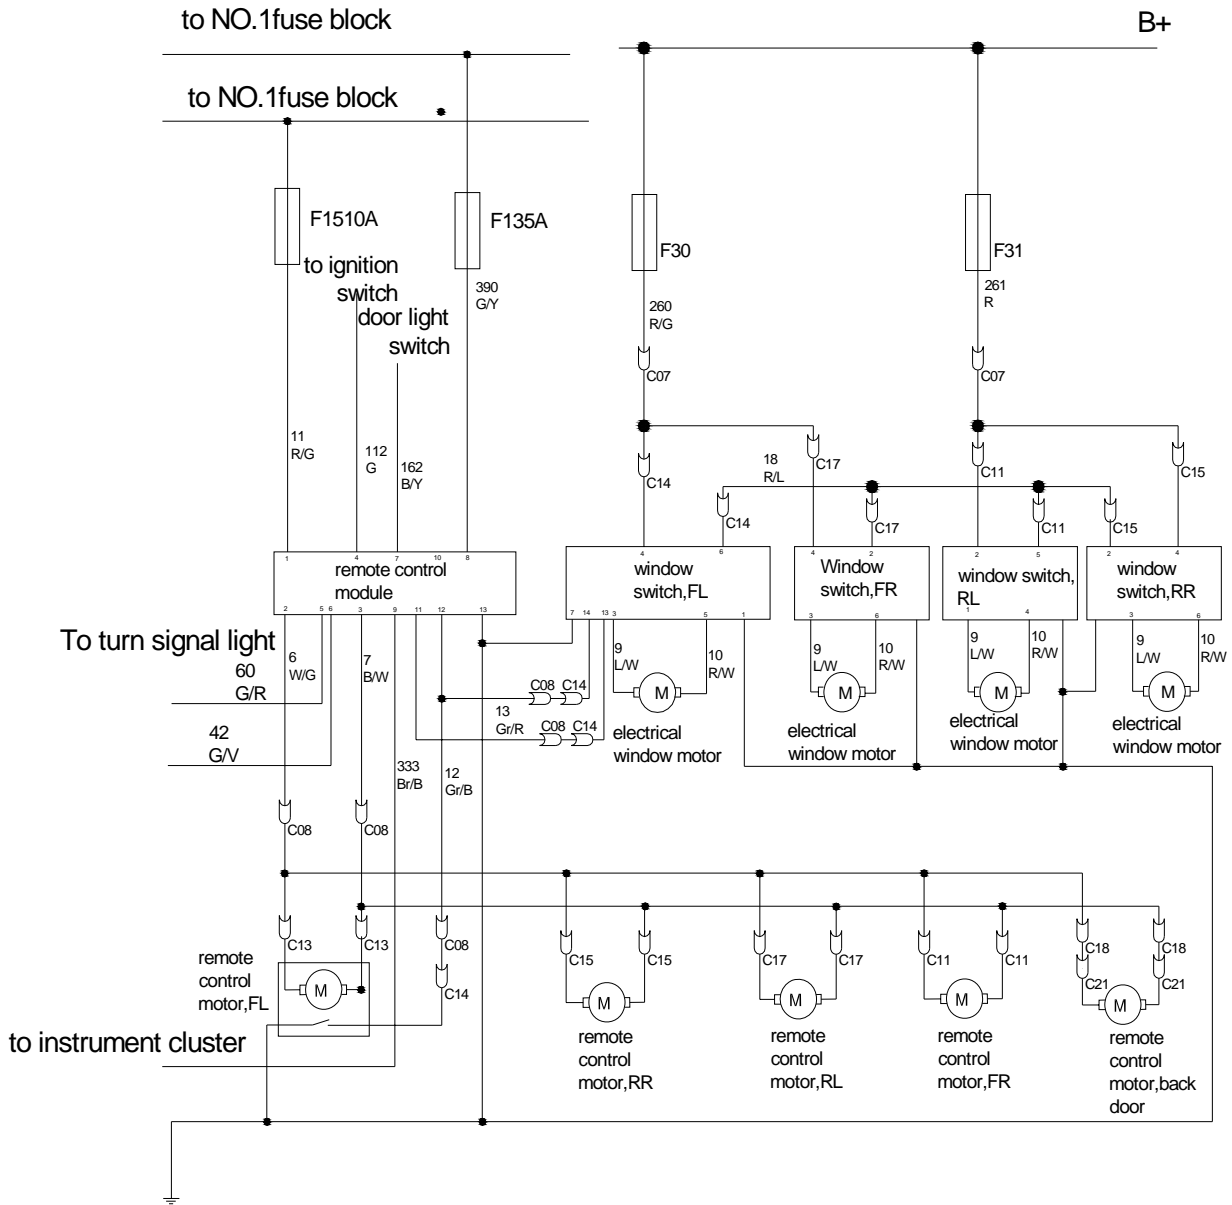 to NO.1fuse block
B+
to NO.1fuse block
F1510A
F135A
F30
F31
to ignition
switch
door light
switch
390
G/Y
260
R/G
261
R
C07
C07
11
R/G
112
G
162
B/Y
18
R/L
C14
C17
C11
C15
C14
C17
C11
C15
1
4
7
10
8
4
6
4
2
2
5
2
4
remote control
module
window
switch,FL
Window
switch,FR
window switch,
RL
window
switch,RR
2
5
6
3
9
11
12
13
7
14
13
3
5
1
3
6
1
4
3
6
To turn signal light
60
G/R
42
G/V
6
W/G
7
B/W
333
Br/B
12
Gr/B
13
Gr/R
C08
C14
C08
C14
9
L/W
10
R/W
9
L/W
10
R/W
9
L/W
10
R/W
9
L/W
10
R/W
M
M
M
M
electrical
window motor
electrical
window motor
electrical
window motor
electrical
window motor
C08
C08
C13
C13
C08
C14
C15
C15
C17
C17
C11
C11
C18
C18
C21
C21
remote
control
motor,FL
M
M
M
M
M
to instrument cluster
remote
control
motor,RR
remote
control
motor,RL
remote
control
motor,FR
remote
control
motor,back
door